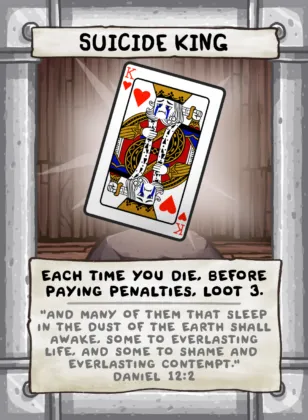 SUICIDE KING
K
K
EACH TIME YOU DIE, BEFORE
PAYING PENALTIES, LOOT 3.
"AND MANY OF THEM THAT SLEEP
IN THE DUST OF THE EARTH SHALL
AWAKE, SOME TO EVERLASTING
LIFE, AND SOME TO SHAME AND
EVERLASTING CONTEMPT."
DANIEL 12:2